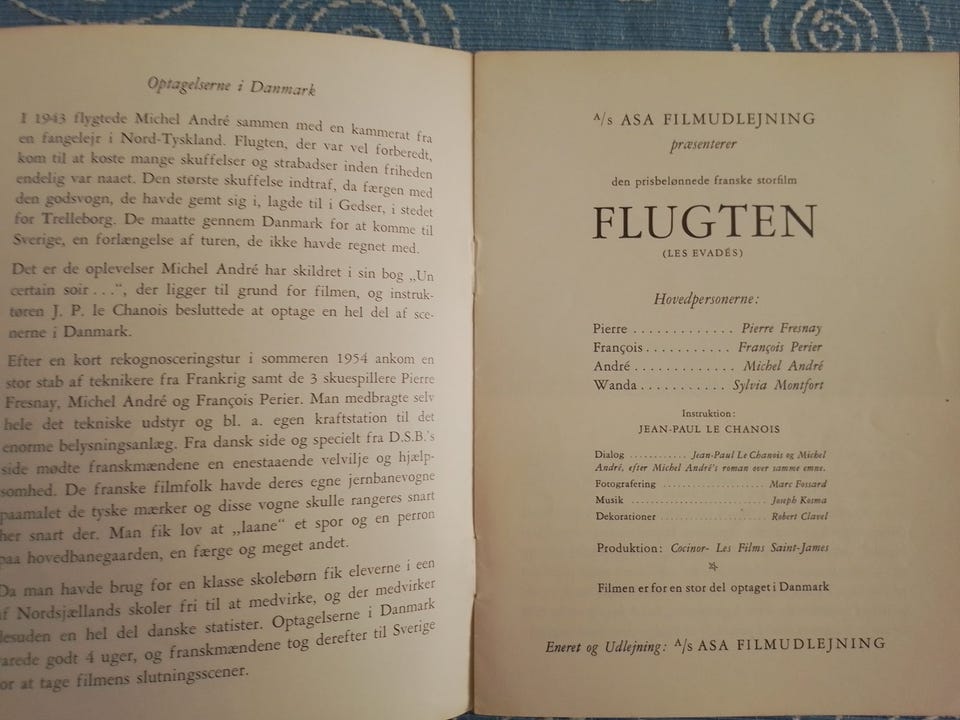 Optagelserne i Danmark
I 1943 flygtede Michel André sammen med en kammerat fra
en fangelejr i Nord-Tyskland. Flugten, der var vel forberedt,
kom til at koste mange skuffelser og strabadser inden friheden
endelig var naaet. Den største skuffelse indtraf, da færgen med
den godsvogn, de havde gemt sig i, lagde til i Gedser, i stedet
for Trelleborg. De maatte gennem Danmark for at komme til
Sverige, en forlængelse af turen, de ikke havde regnet med.
Det er de oplevelser Michel André har skildret i sin bog „Un
certain soir...“, der ligger til grund for filmen, og instruk-
tøren J. P. le Chanois besluttede at optage en hel del af sce-
nerne i Danmark.
Efter en kort rekognosceringstur i sommeren 1954 ankom en
stor stab af teknikere fra Frankrig samt de 3 skuespillere Pierre
Fresnay, Michel André og François Perier. Man medbragte selv
hele det tekniske udstyr og bl. a. egen kraftstation til det
enorme belysningsanlæg. Fra dansk side og specielt fra D.S.B.'s
side mødte franskmændene en enestaaende velvilje og hjælp-
somhed. De franske filmfolk havde deres egne jernbanevogne
paamalet de tyske mærker og disse vogne skulle rangeres snart
her snart der. Man fik lov at „laane“ et spor og en perron
paa hovedbanegaarden, en færge og meget andet.
Da man havde brug for en klasse skolebørn fik eleverne i een
af Nordsjællands skoler fri til at medvirke, og der medvirker
desuden en hel del danske statister. Optagelserne i Danmark
varede godt 4 uger, og franskmændene tog derefter til Sverige
for at tage filmens slutningsscener.
A/s ASA FILMUDLEJNING
præsenterer
den prisbelønnede franske storfilm
FLUGTEN
(LES EVADÉS)
Hovedpersonerne:
Pierre ............. Pierre Fresnay
François ........... François Perier
André ............. Michel André
Wanda ........... Sylvia Montfort
Instruktion:
JEAN-PAUL LE CHANOIS
Dialog ............ Jean-Paul Le Chanois og Michel
André, efter Michel André's roman over samme emne.
Fotografering ..................... Marc Fossard
Musik ........................... Joseph Kosma
Dekorationer ...................... Robert Clavel
Produktion: Cocinor- Les Films Saint-James
Filmen er for en stor del optaget i Danmark
Eneret og Udlejning: A/s ASA FILMUDLEJNING